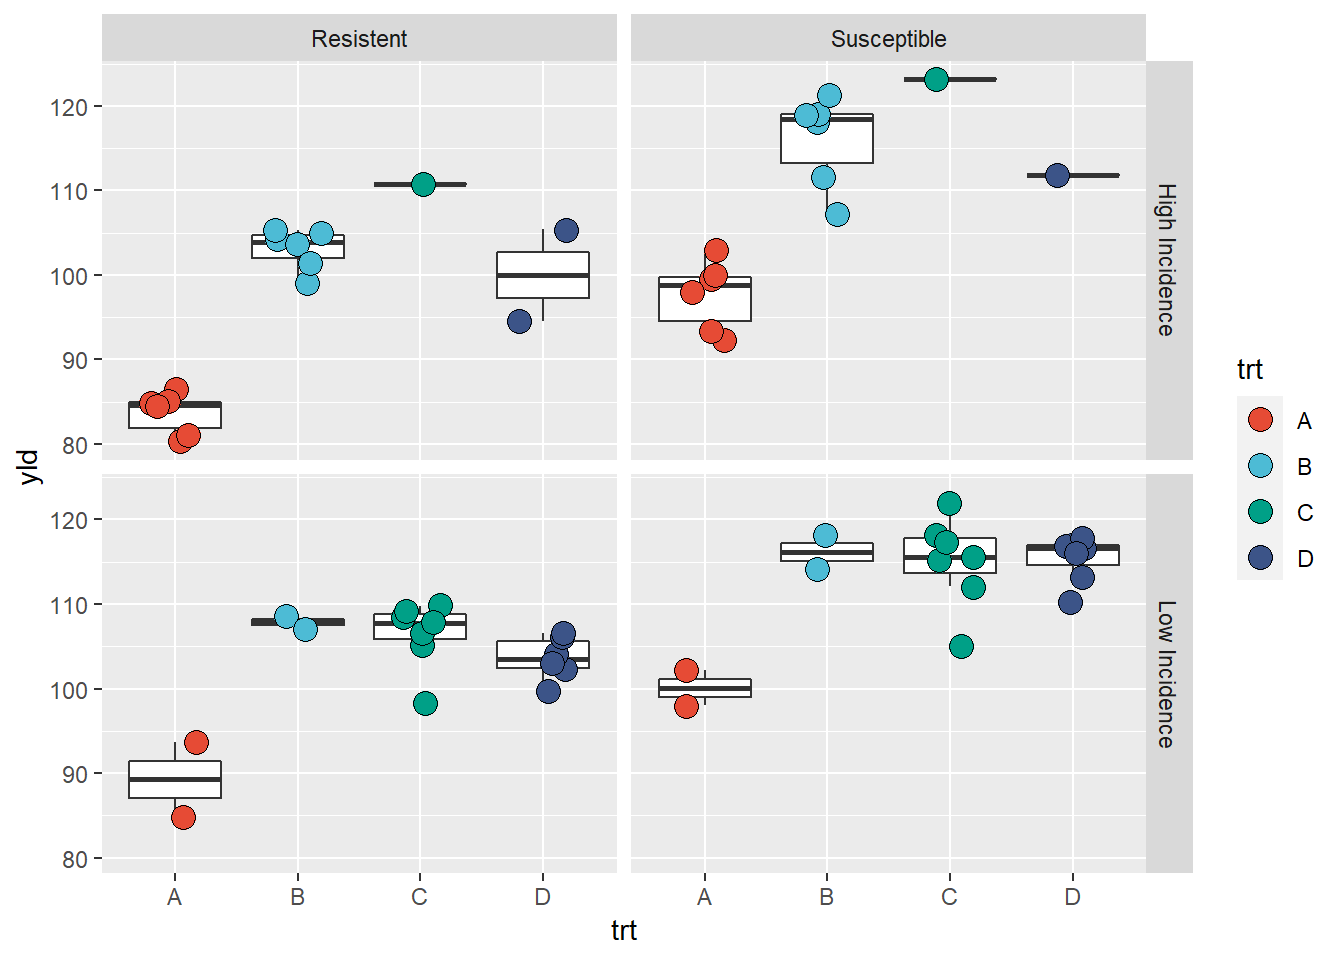 Resistent
Susceptible
120
110
100
90
80
High Incidence
120
110
100
90
80
Low Incidence
yld
A B C D
A B C D
trt
trt
A
B
C
D